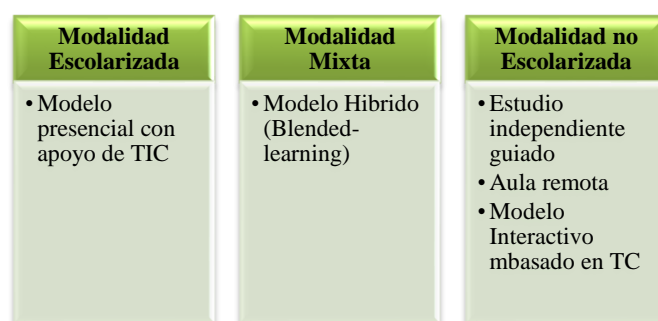 Modalidad
Escolarizada
• Modelo
presencial con
apoyo de TIC
Modalidad
Mixta
• Modelo Hibrido
(Blended-
learning)
Modalidad no
Escolarizada
• Estudio
independiente
guiado
• Aula remota
• Modelo
Interactivo
mbasado en TC